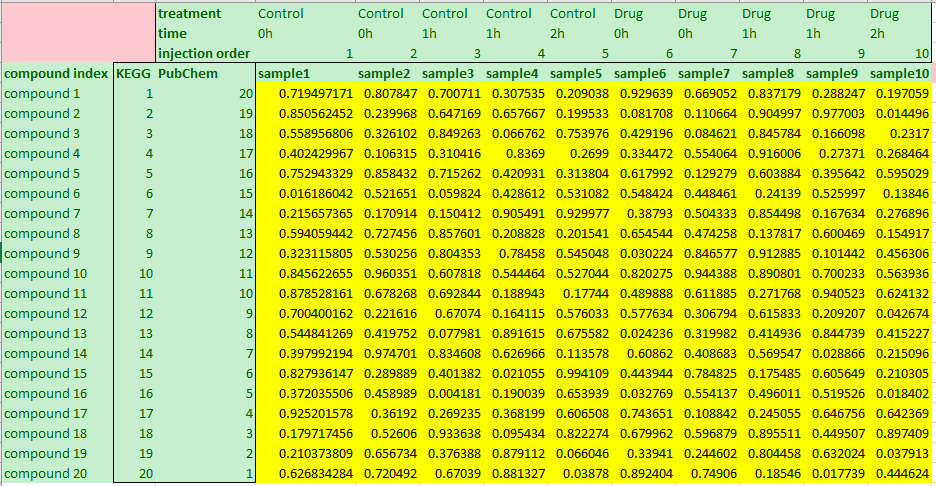 treatment Control Control Control Control Control Drug Drug Drug Drug Drug
time 0h 0h 1h 1h 2h 0h 0h 1h 1h 2h
injection order 1 2 3 4 5 6 7 8 9 10
compound index KEGG PubChem sample1 sample2 sample3 sample4 sample5 sample6 sample7 sample8 sample9 sample10
compound 1 1 20 0.719497171 0.807847 0.700711 0.307535 0.209038 0.929639 0.669052 0.837179 0.288247 0.197059
compound 2 2 19 0.850562452 0.239968 0.647169 0.657667 0.199533 0.081708 0.110664 0.904997 0.977003 0.014496
compound 3 3 18 0.558956806 0.326102 0.849263 0.066762 0.753976 0.429196 0.084621 0.845784 0.166098 0.2317
compound 4 4 17 0.402429967 0.106315 0.310416 0.8369 0.2699 0.334472 0.554064 0.916006 0.27371 0.268464
compound 5 5 16 0.752943329 0.858432 0.715262 0.420931 0.313804 0.617992 0.129279 0.603884 0.395642 0.595029
compound 6 6 15 0.016186042 0.521651 0.059824 0.428612 0.531082 0.548424 0.448461 0.24139 0.525997 0.13846
compound 7 7 14 0.215657365 0.170914 0.150412 0.905491 0.929977 0.38793 0.504333 0.854498 0.167634 0.276896
compound 8 8 13 0.594059442 0.727456 0.857601 0.208828 0.201541 0.654544 0.474258 0.137817 0.600469 0.154917
compound 9 9 12 0.323115805 0.530256 0.804353 0.78458 0.545048 0.030224 0.846577 0.912885 0.101442 0.456306
compound 10 10 11 0.845622655 0.960351 0.607818 0.544464 0.527044 0.820275 0.944388 0.890801 0.700233 0.563936
compound 11 11 10 0.878528161 0.678268 0.692844 0.188943 0.17744 0.489888 0.611885 0.271768 0.940523 0.624132
compound 12 12 9 0.700400162 0.221616 0.67074 0.164115 0.576033 0.577634 0.306794 0.615833 0.209207 0.042674
compound 13 13 8 0.544841269 0.419752 0.077981 0.891615 0.675582 0.024236 0.319982 0.414936 0.844739 0.415227
compound 14 14 7 0.397992194 0.974701 0.834608 0.626966 0.113578 0.60862 0.408683 0.569547 0.028866 0.215096
compound 15 15 6 0.827936147 0.289889 0.401382 0.021055 0.994109 0.443944 0.784825 0.175485 0.605649 0.210305
compound 16 16 5 0.372035506 0.458989 0.004181 0.190039 0.653939 0.032769 0.554137 0.496011 0.519526 0.018402
compound 17 17 4 0.925201578 0.36192 0.269235 0.368199 0.606508 0.743651 0.108842 0.245055 0.646756 0.642369
compound 18 18 3 0.179717456 0.52606 0.933638 0.095434 0.822274 0.679962 0.596879 0.895511 0.449507 0.897409
compound 19 19 2 0.210373809 0.656734 0.376388 0.879112 0.066046 0.33941 0.244602 0.804458 0.632024 0.037913
compound 20 20 1 0.626834284 0.720492 0.67039 0.881327 0.03878 0.892404 0.74906 0.18546 0.017739 0.444624